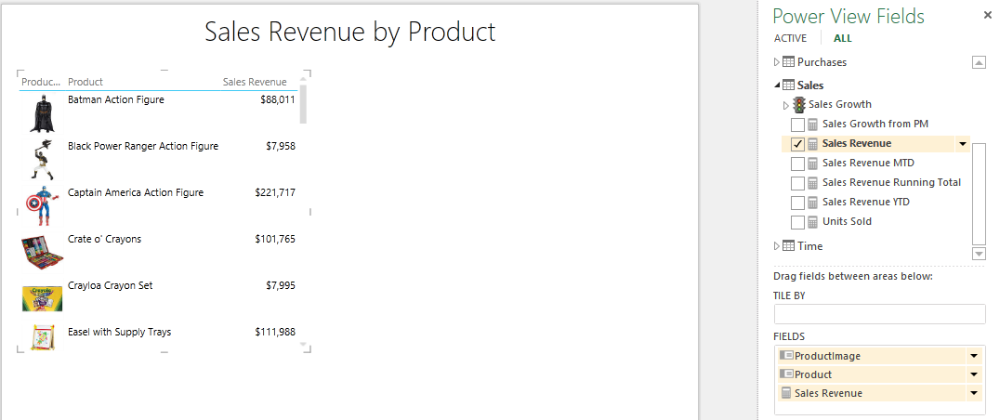 Sales Revenue by Product
Produc... Product Sales Revenue
Batman Action Figure $88,011
Black Power Ranger Action Figure $7,958
Captain America Action Figure $221,717
Crate o' Crayons $101,765
Crayloa Crayon Set $7,995
Easel with Supply Trays $111,988
Power View Fields
ACTIVE ALL
Purchases
Sales
Sales Growth
Sales Growth from PM
Sales Revenue
Sales Revenue MTD
Sales Revenue Running Total
Sales Revenue YTD
Units Sold
Time
Drag fields between areas below:
TILE BY
FIELDS
ProductImage
Product
Sales Revenue